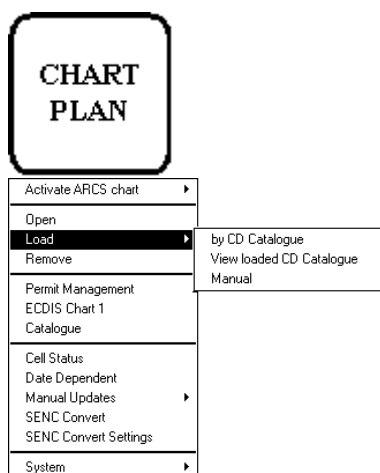 CHART
PLAN
Activate ARCS chart
Open
Load
by CD Catalogue
View loaded CD Catalogue
Manual
Remove
Permit Management
ECDIS Chart 1
Catalogue
Cell Status
Date Dependent
Manual Updates
SENC Convert
SENC Convert Settings
System